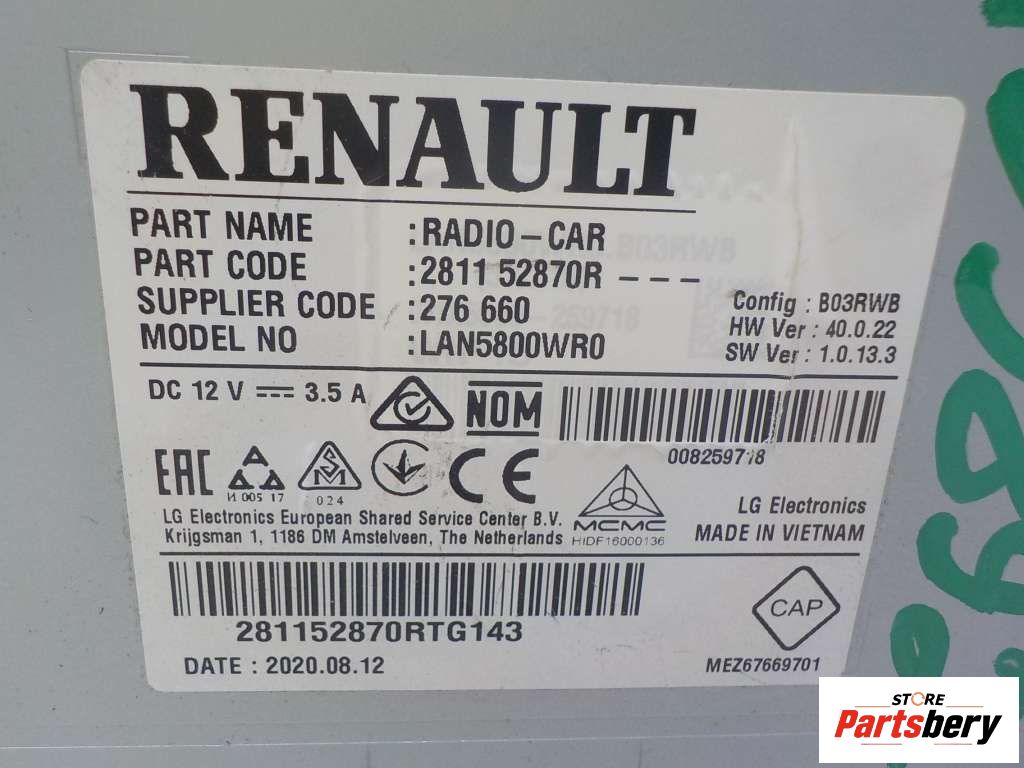 RENAULT
PART NAME :RADIO-CAR
PART CODE :2811 52870R ---
SUPPLIER CODE :276 660
MODEL NO :LAN5800WR0
Config : B03RWB
HW Ver : 40.0.22
SW Ver : 1.0.13.3
DC 12 V 3.5 A
NOM
008259718
EAC
И 005 17
SM
024
CE
MCMC
HIDF16000136
LG Electronics
MADE IN VIETNAM
LG Electronics European Shared Service Center B.V.
Krijgsman 1, 1186 DM Amstelveen, The Netherlands
281152870RTG143
DATE : 2020.08.12
CAP
MEZ67669701
STORE
Partsbery